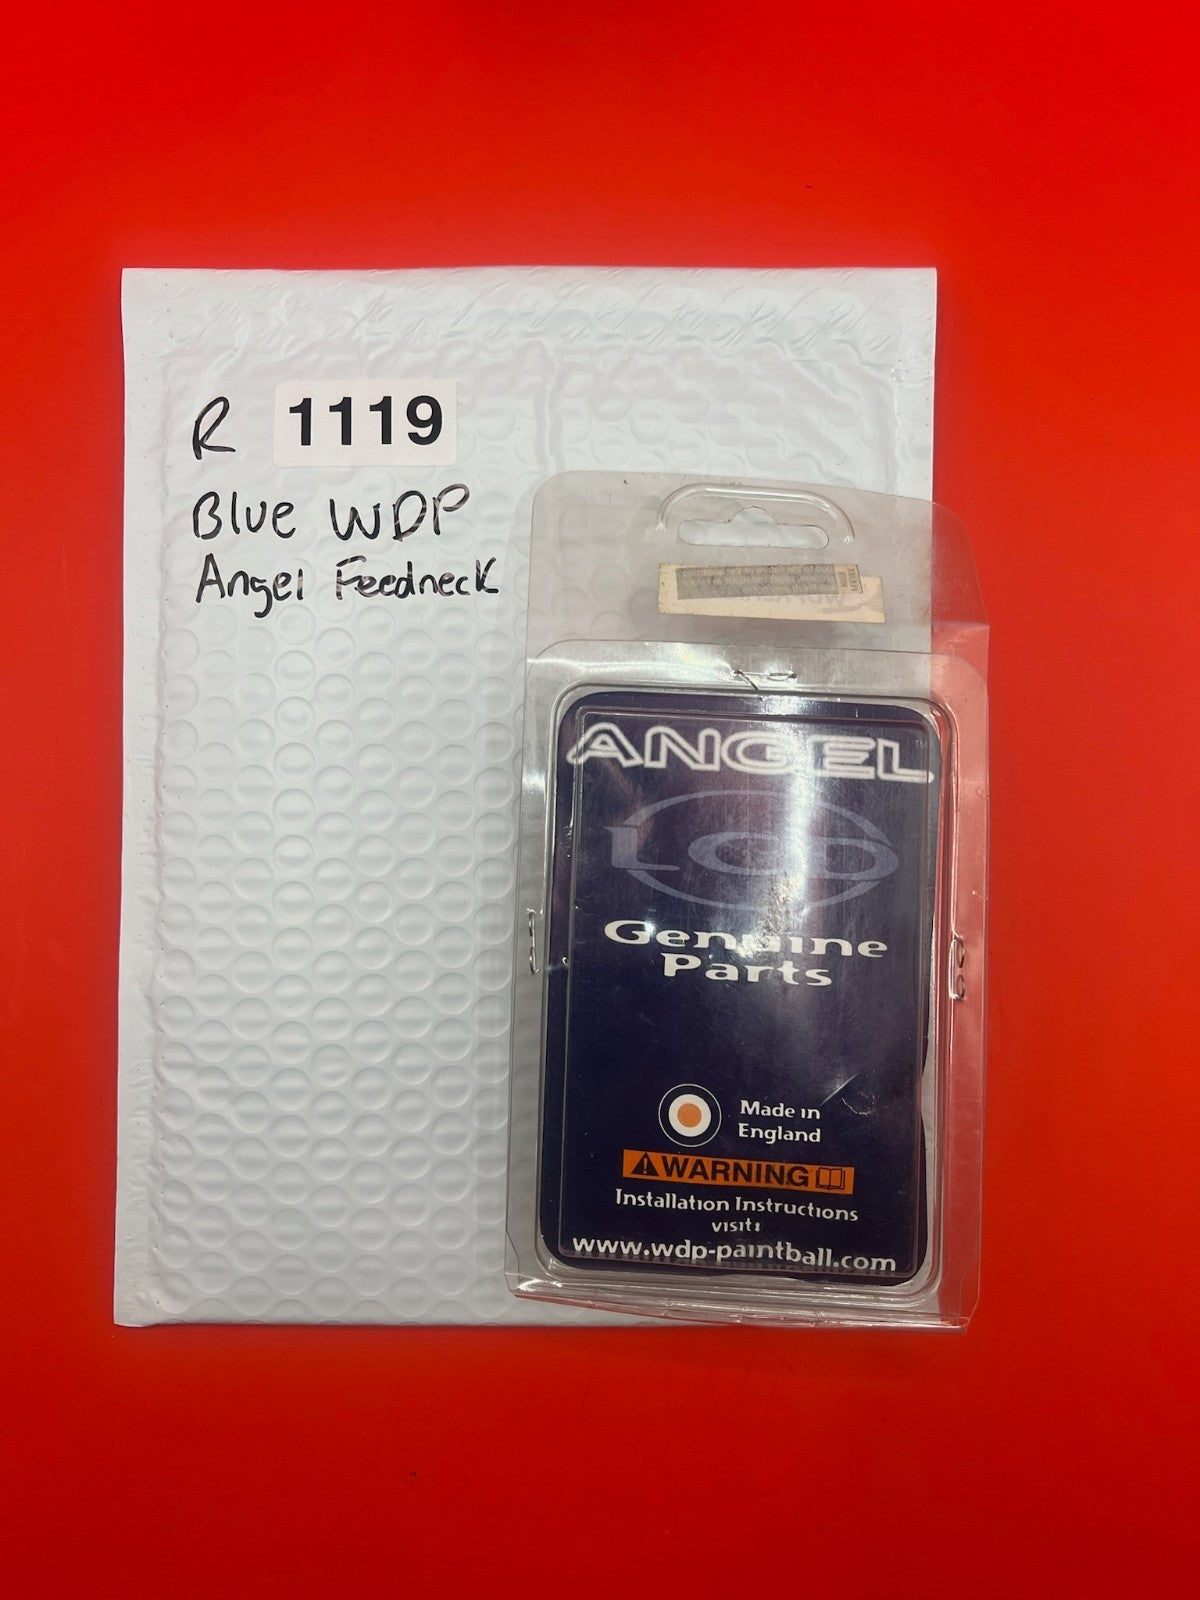 R 1119
Blue WDP
Angel Feedneck
ANGEL
LCD
Genuine
Parts
Made in
England
WARNING
Installation Instructions
visit:
www.wdp-paintball.com